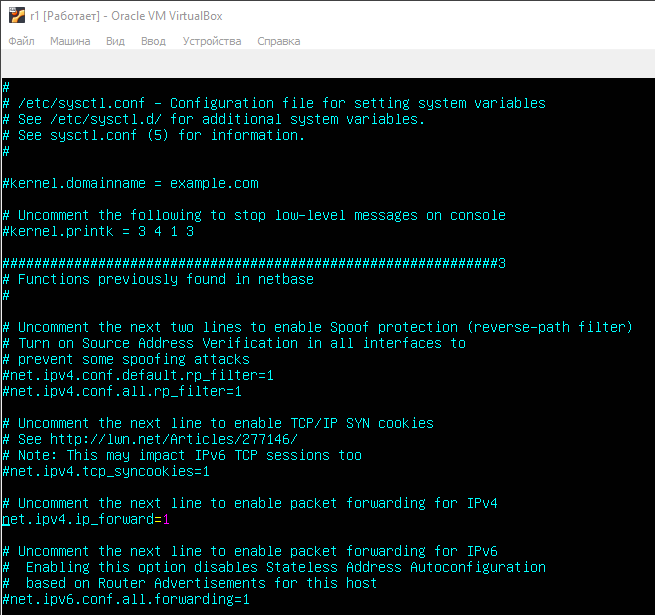 r1 [Работает] - Oracle VM VirtualBox
Файл Машина Вид Ввод Устройства Справка
#
# /etc/sysctl.conf - Configuration file for setting system variables
# See /etc/sysctl.d/ for additional system variables.
# See sysctl.conf (5) for information.
#
#kernel.domainname = example.com
# Uncomment the following to stop low-level messages on console
#kernel.printk = 3 4 1 3
##############################################################3
# Functions previously found in netbase
#
# Uncomment the next two lines to enable Spoof protection (reverse-path filter)
# Turn on Source Address Verification in all interfaces to
# prevent some spoofing attacks
#net.ipv4.conf.default.rp_filter=1
#net.ipv4.conf.all.rp_filter=1
# Uncomment the next line to enable TCP/IP SYN cookies
# See http://lwn.net/Articles/277146/
# Note: This may impact IPv6 TCP sessions too
#net.ipv4.tcp_syncookies=1
# Uncomment the next line to enable packet forwarding for IPv4
net.ipv4.ip_forward=1
# Uncomment the next line to enable packet forwarding for IPv6
#  Enabling this option disables Stateless Address Autoconfiguration
#  based on Router Advertisements for this host
#net.ipv6.conf.all.forwarding=1